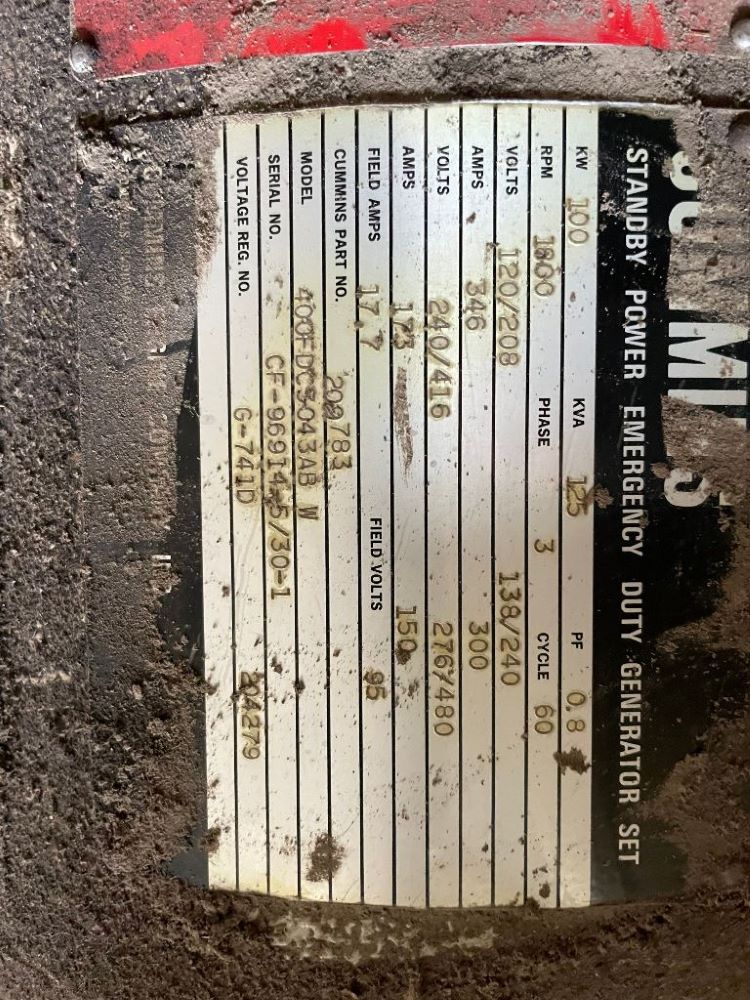 STANDBY POWER EMERGENCY DUTY GENERATOR SET
KW 100 KVA 125 PF 0.8
RPM 1800 PHASE 3 CYCLE 60
VOLTS 120/208 138/240
AMPS 346 300
VOLTS 240/416 276/480
AMPS 173 150
FIELD AMPS 17.7 FIELD VOLTS 95
CUMMINS PART NO. 209783
MODEL 400FDC5043AB W
SERIAL NO. CF-96914-5/30-1
VOLTAGE REG. NO. G-741D 204279